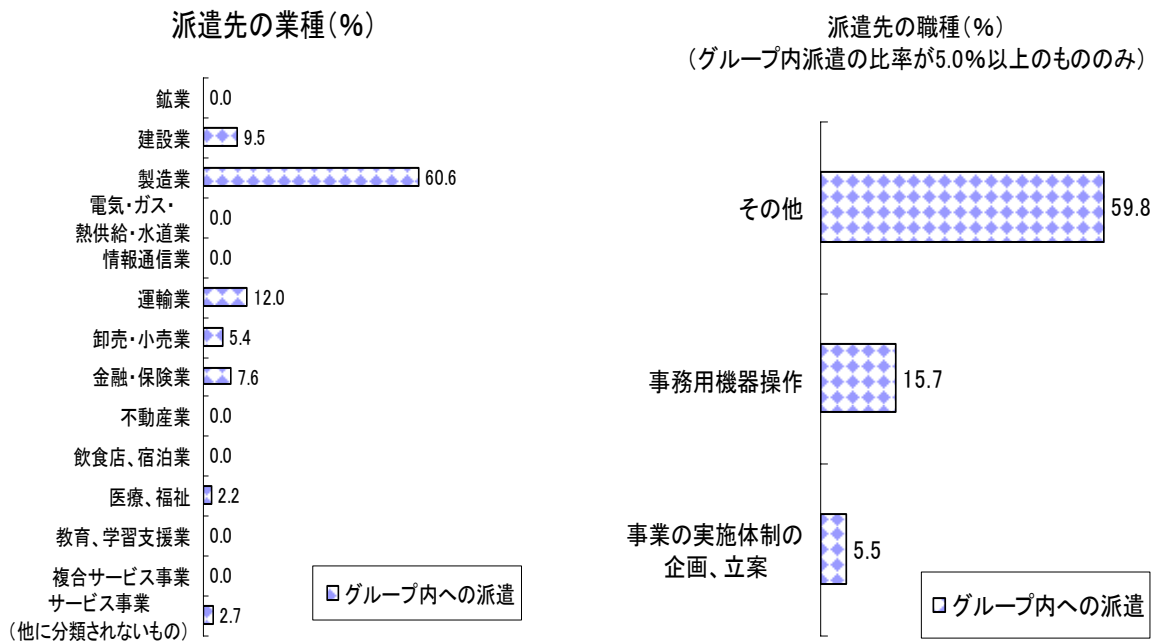 派遣先の業種(%)
鉱業 0.0
建設業 9.5
製造業 60.6
電気・ガス・
熱供給・水道業 0.0
情報通信業 0.0
運輸業 12.0
卸売・小売業 5.4
金融・保険業 7.6
不動産業 0.0
飲食店、宿泊業 0.0
医療、福祉 2.2
教育、学習支援業 0.0
複合サービス事業 0.0
サービス事業
(他に分類されないもの) 2.7
グループ内への派遣
派遣先の職種(%)
(グループ内派遣の比率が5.0%以上のもののみ)
その他 59.8
事務用機器操作 15.7
事業の実施体制の
企画、立案 5.5
グループ内への派遣